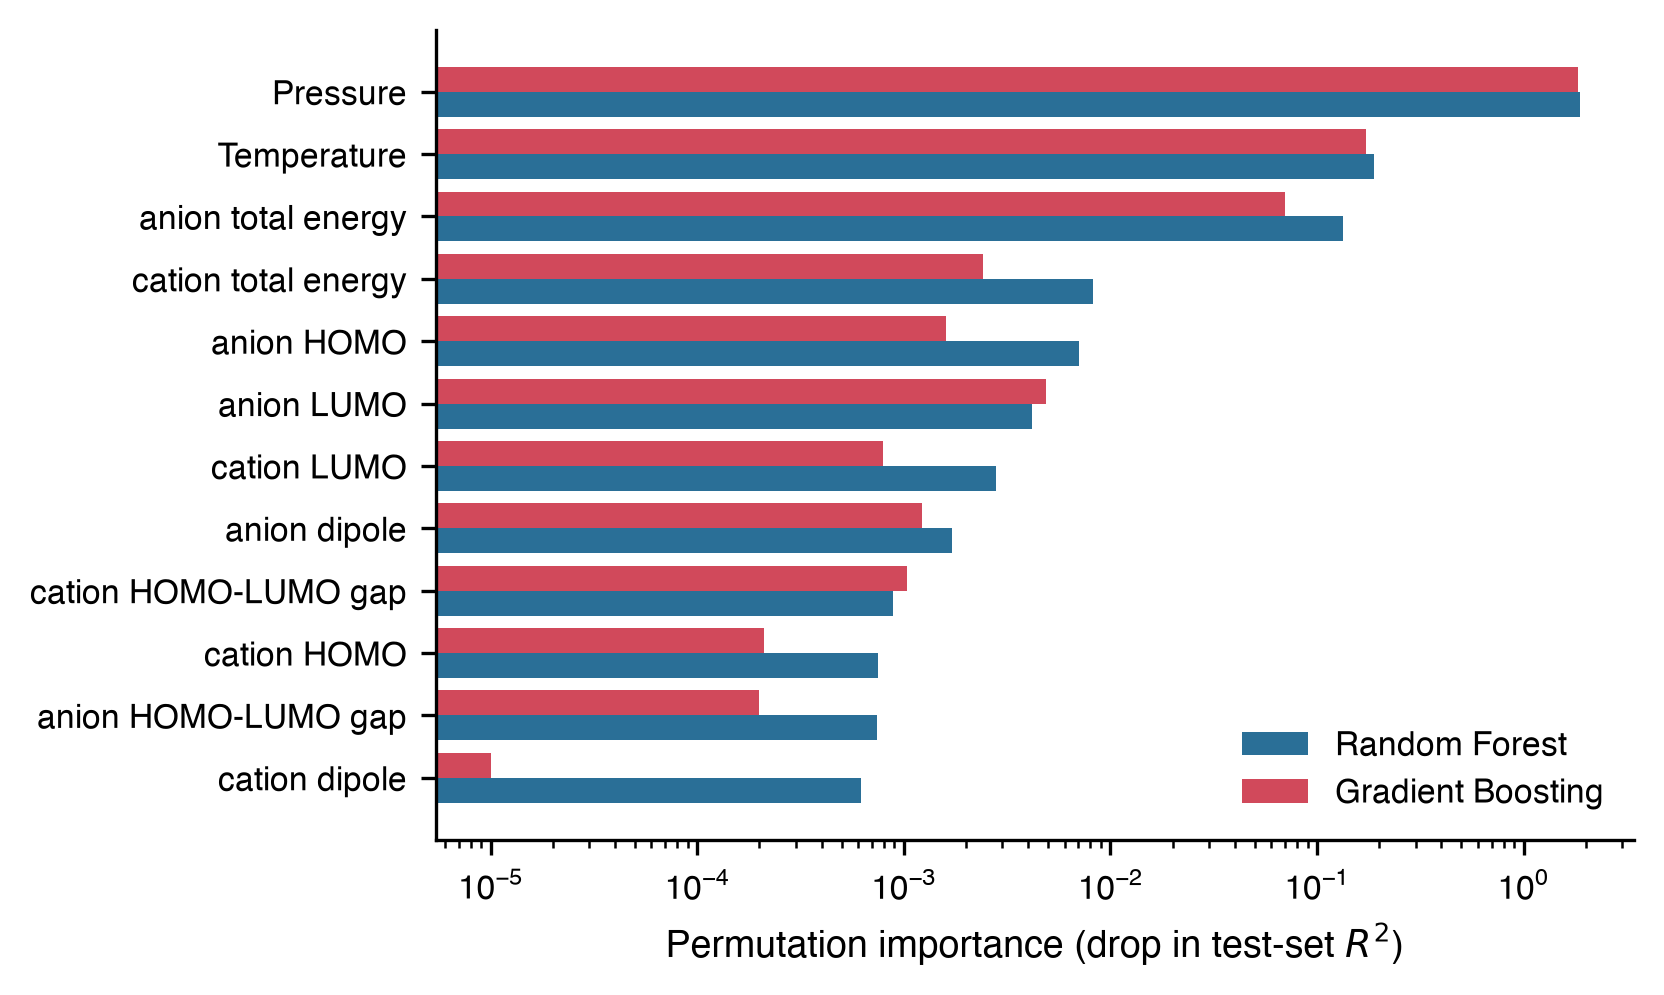 Pressure
Temperature
anion total energy
cation total energy
anion HOMO
anion LUMO
cation LUMO
anion dipole
cation HOMO-LUMO gap
cation HOMO
anion HOMO-LUMO gap
cation dipole
Random Forest
Gradient Boosting
10⁻⁵ 10⁻⁴ 10⁻³ 10⁻² 10⁻¹ 10⁰
Permutation importance (drop in test-set R²)